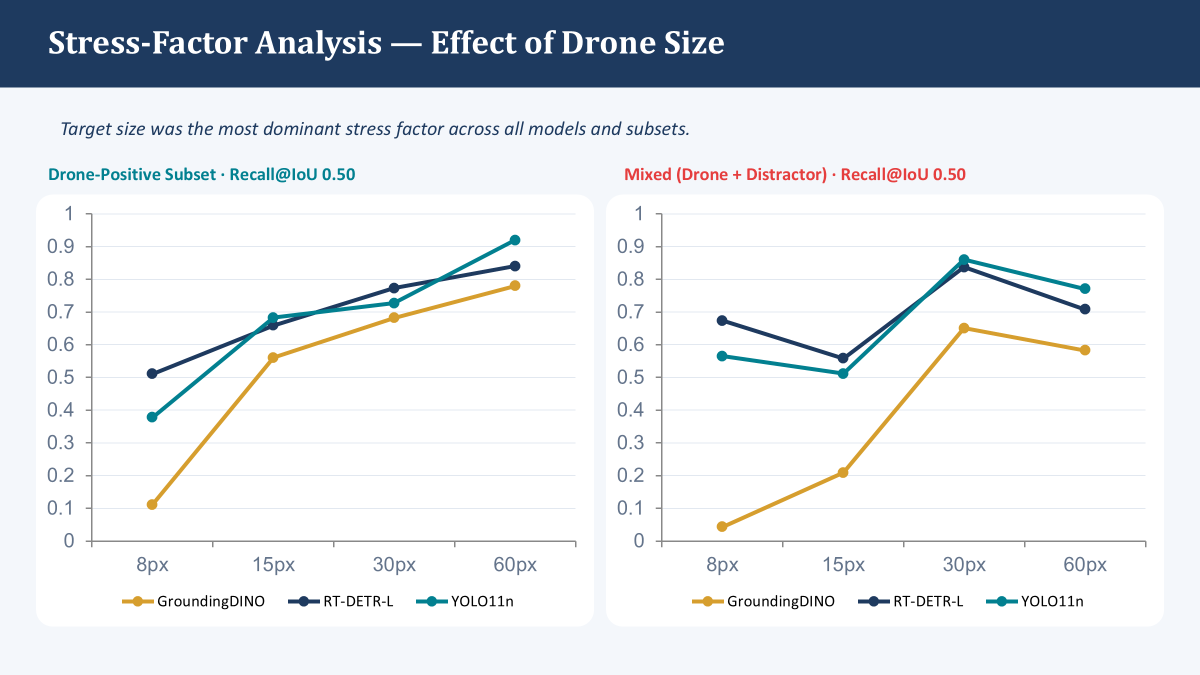 Stress-Factor Analysis — Effect of Drone Size
Target size was the most dominant stress factor across all models and subsets.
Drone-Positive Subset · Recall@IoU 0.50
1
0.9
0.8
0.7
0.6
0.5
0.4
0.3
0.2
0.1
0
8px 15px 30px 60px
GroundingDINO RT-DETR-L YOLO11n
Mixed (Drone + Distractor) · Recall@IoU 0.50
1
0.9
0.8
0.7
0.6
0.5
0.4
0.3
0.2
0.1
0
8px 15px 30px 60px
GroundingDINO RT-DETR-L YOLO11n